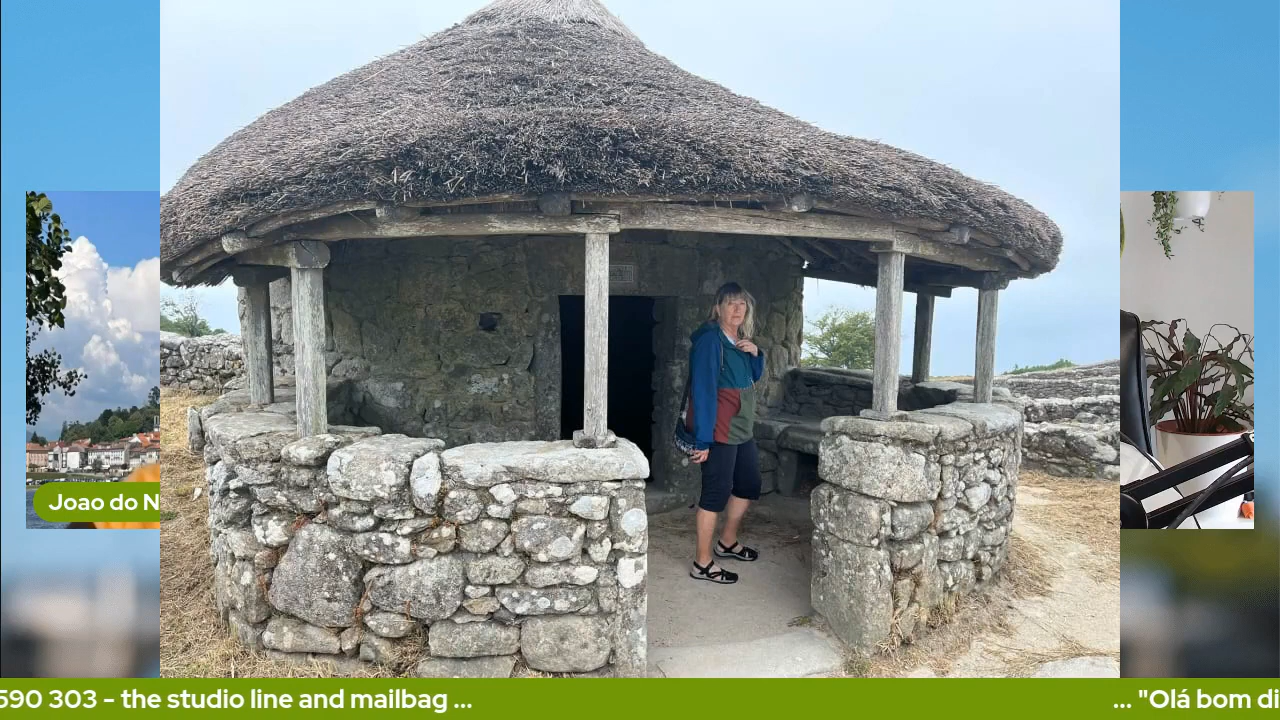 Joao do N
590 303 - the studio line and mailbag ...
... "Olá bom di